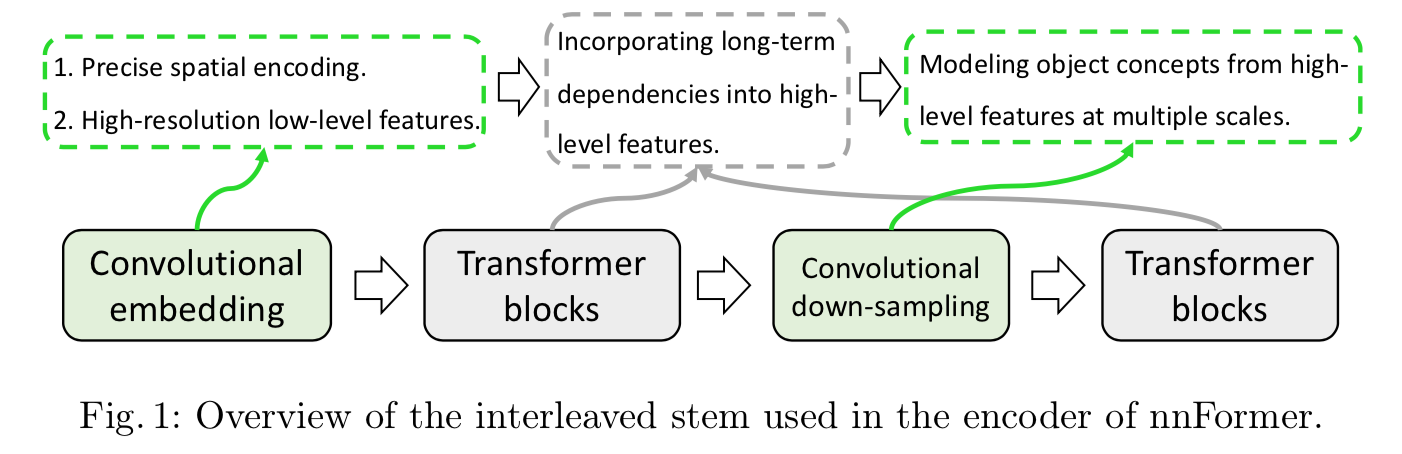 1. Precise spatial encoding.
2. High-resolution low-level features.
Incorporating long-term
dependencies into high-
level features.
Modeling object concepts from high-
level features at multiple scales.
Convolutional
embedding
Transformer
blocks
Convolutional
down-sampling
Transformer
blocks
Fig. 1: Overview of the interleaved stem used in the encoder of nnFormer.